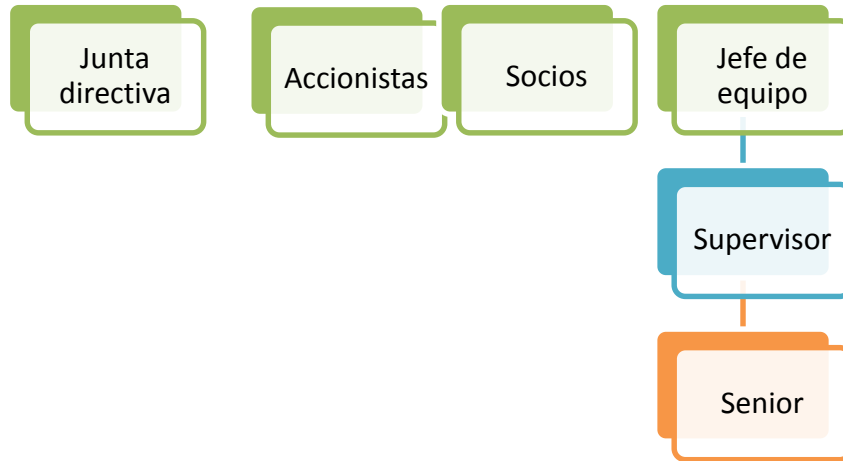 Junta
directiva
Accionistas
Socios
Jefe de
equipo
Supervisor
Senior